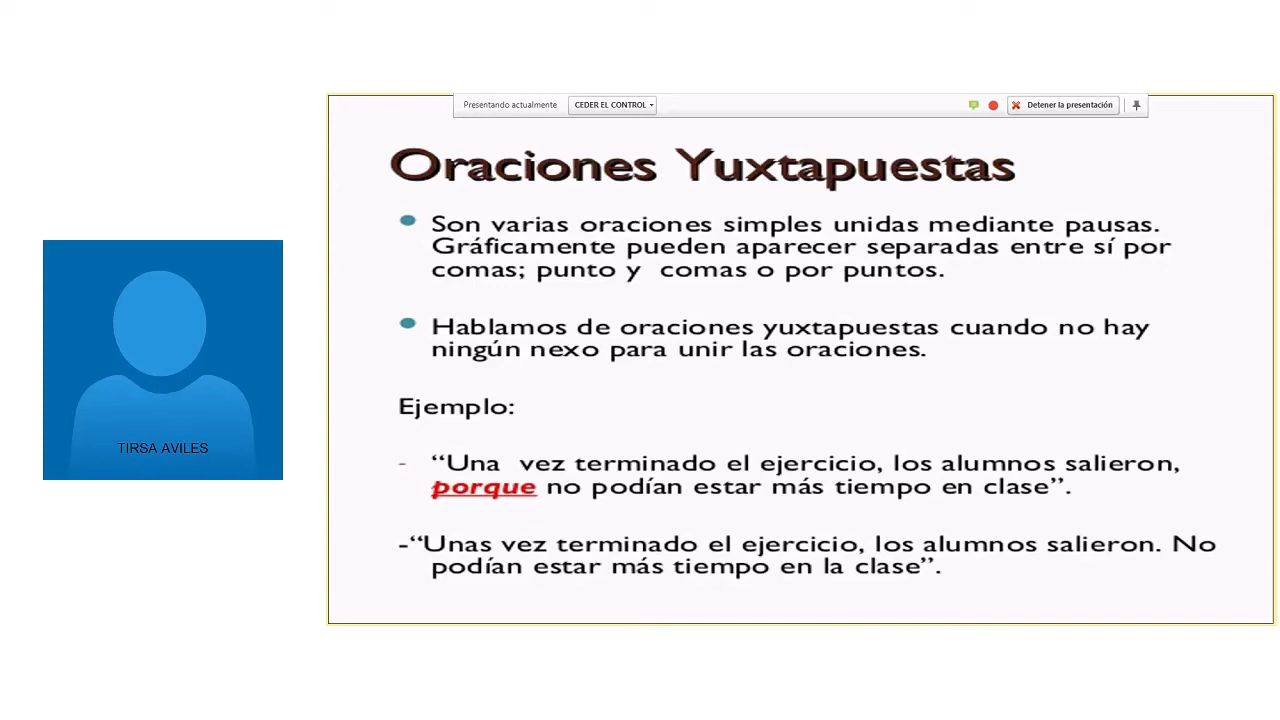 Presentando actualmente CEDER EL CONTROL Detener la presentación
Oraciones Yuxtapuestas
Son varias oraciones simples unidas mediante pausas.
Gráficamente pueden aparecer separadas entre sí por
comas; punto y comas o por puntos.
Hablamos de oraciones yuxtapuestas cuando no hay
ningún nexo para unir las oraciones.
Ejemplo:
- “Una vez terminado el ejercicio, los alumnos salieron,
porque no podían estar más tiempo en clase”.
-“Unas vez terminado el ejercicio, los alumnos salieron. No
podían estar más tiempo en la clase”.
TIRSA AVILES